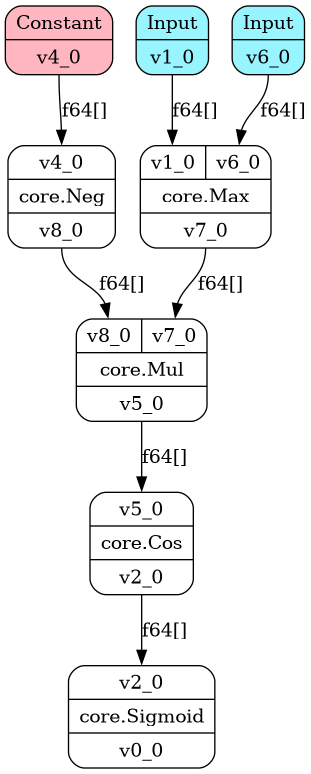 Constant
v4_0
Input
v1_0
Input
v6_0
f64[]
f64[]
f64[]
v4_0
core.Neg
v8_0
v1_0 v6_0
core.Max
v7_0
f64[]
f64[]
v8_0 v7_0
core.Mul
v5_0
f64[]
v5_0
core.Cos
v2_0
f64[]
v2_0
core.Sigmoid
v0_0